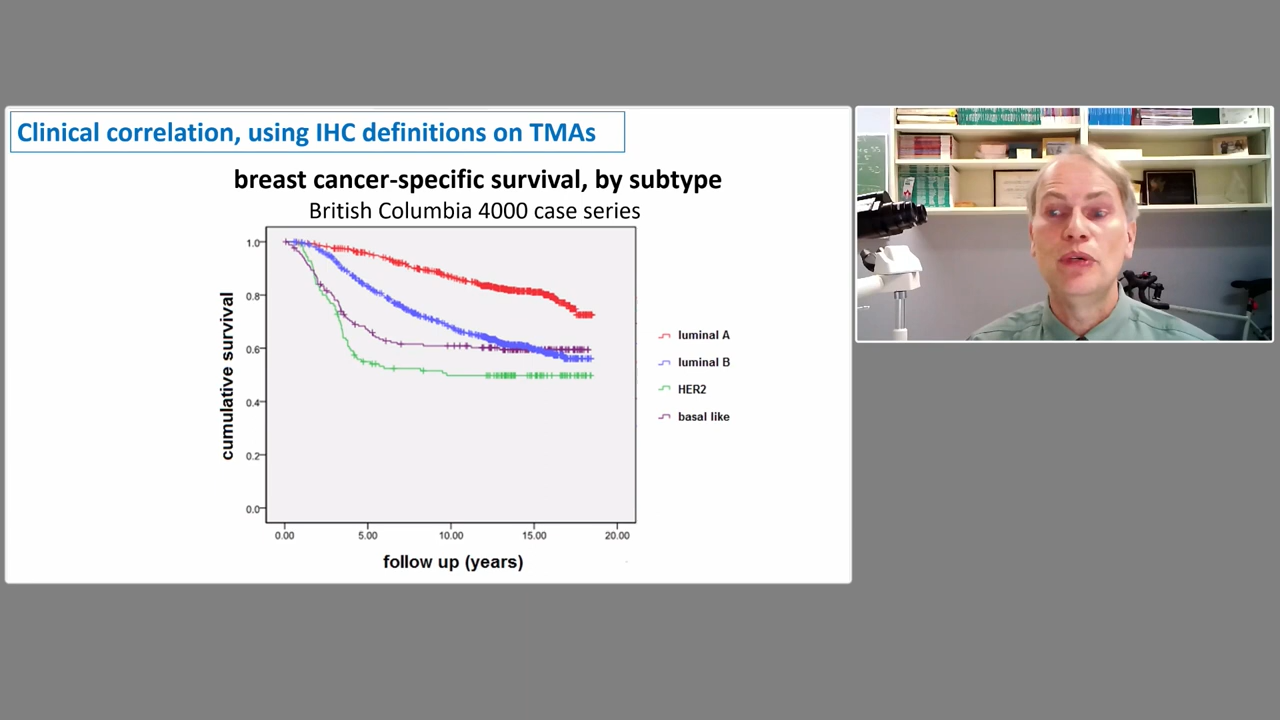 Clinical correlation, using IHC definitions on TMAs
breast cancer-specific survival, by subtype
British Columbia 4000 case series
cumulative survival
1.0
0.8
0.6
0.4
0.2
0.0
0.00 5.00 10.00 15.00 20.00
follow up (years)
luminal A
luminal B
HER2
basal like